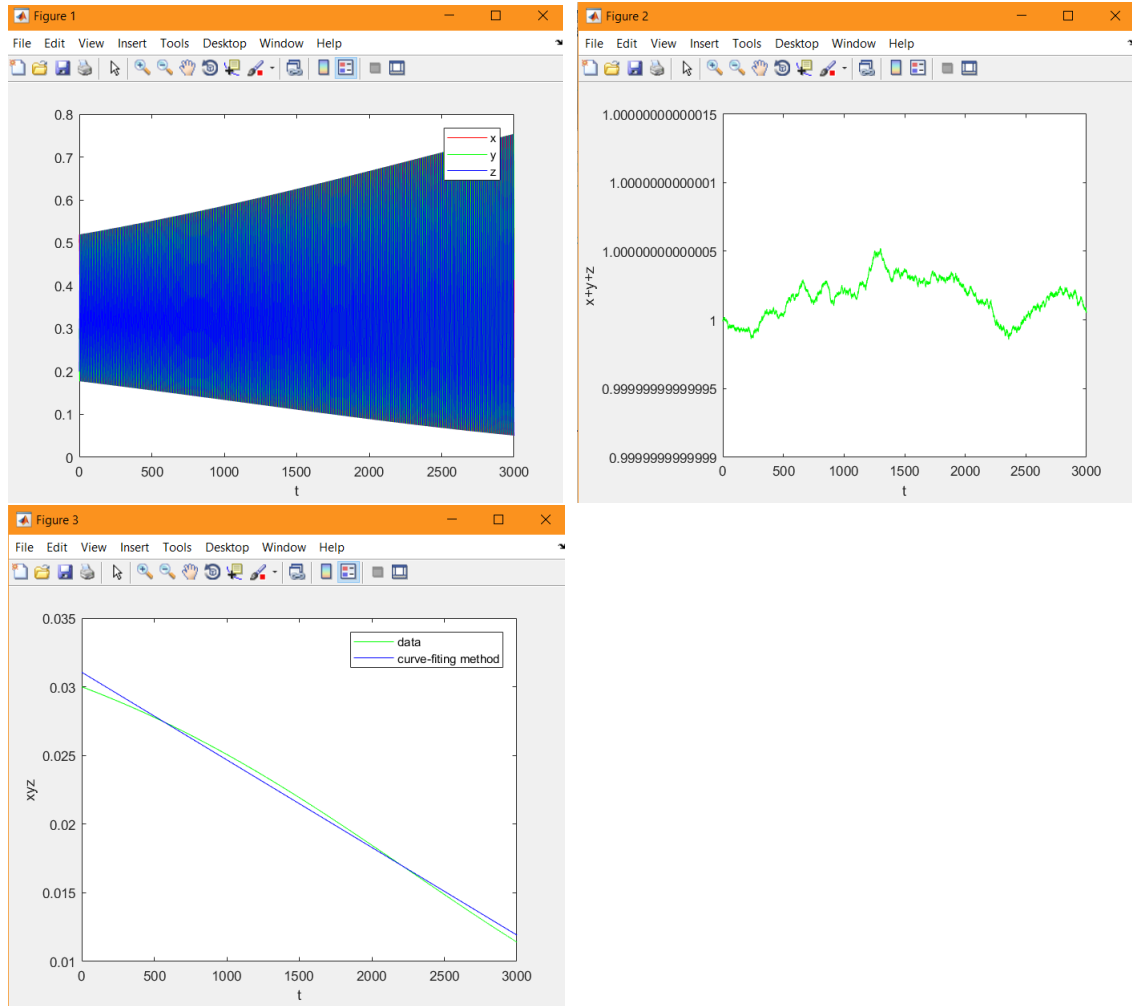 Figure 1
File Edit View Insert Tools Desktop Window Help
0.8
0.7
0.6
0.5
0.4
0.3
0.2
0.1
0
0 500 1000 1500 2000 2500 3000
t
x
y
z
Figure 2
File Edit View Insert Tools Desktop Window Help
x+y+z
1.00000000000015
1.0000000000001
1.00000000000005
1
0.99999999999995
0.9999999999999
0 500 1000 1500 2000 2500 3000
t
Figure 3
File Edit View Insert Tools Desktop Window Help
xyz
0.035
0.03
0.025
0.02
0.015
0.01
0 500 1000 1500 2000 2500 3000
t
data
curve-fiting method